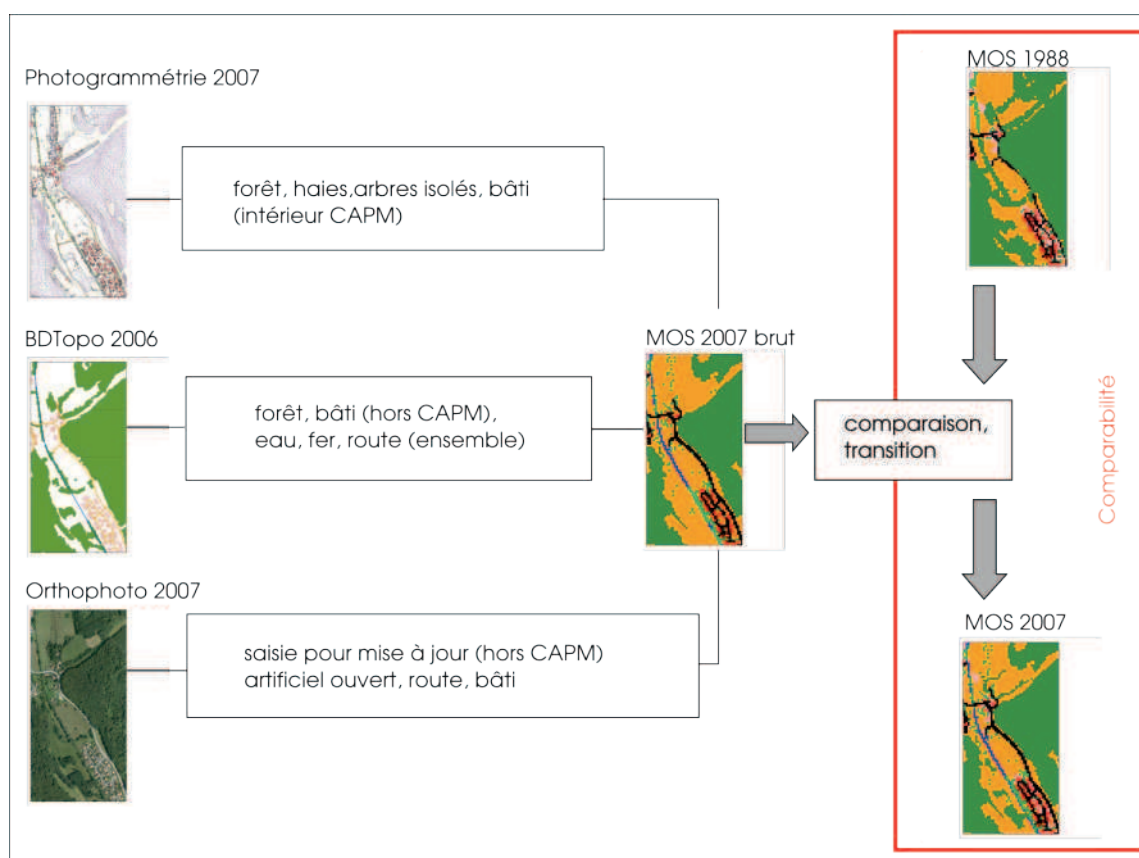 Photogrammétrie 2007
forêt, haies,arbres isolés, bâti
(intérieur CAPM)
BDTopo 2006
forêt, bâti (hors CAPM),
eau, fer, route (ensemble)
Orthophoto 2007
saisie pour mise à jour (hors CAPM)
artificiel ouvert, route, bâti
MOS 2007 brut
comparaison,
transition
MOS 1988
Comparabilité
MOS 2007